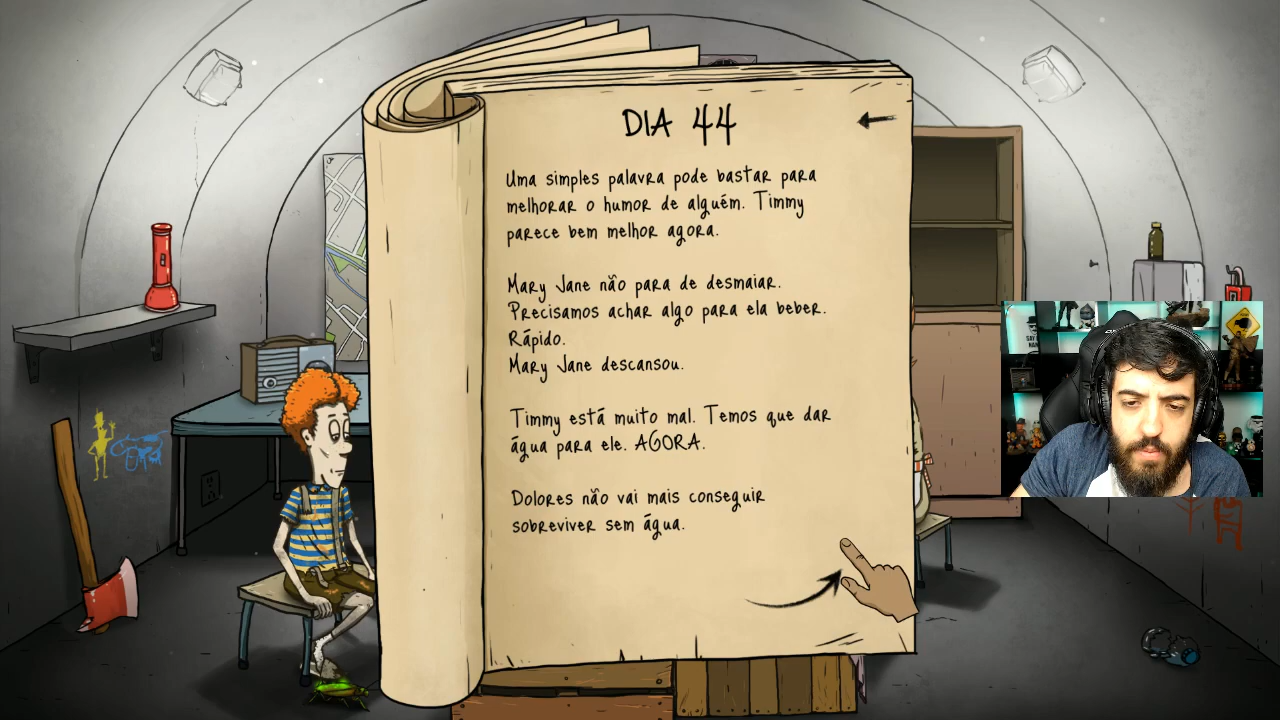 DIA 44
Uma simples palavra pode bastar para
melhorar o humor de alguém. Timmy
parece bem melhor agora.
Mary Jane não para de desmaiar.
Precisamos achar algo para ela beber.
Rápido.
Mary Jane descansou.
Timmy está muito mal. Temos que dar
água para ele. AGORA.
Dolores não vai mais conseguir
sobreviver sem água.